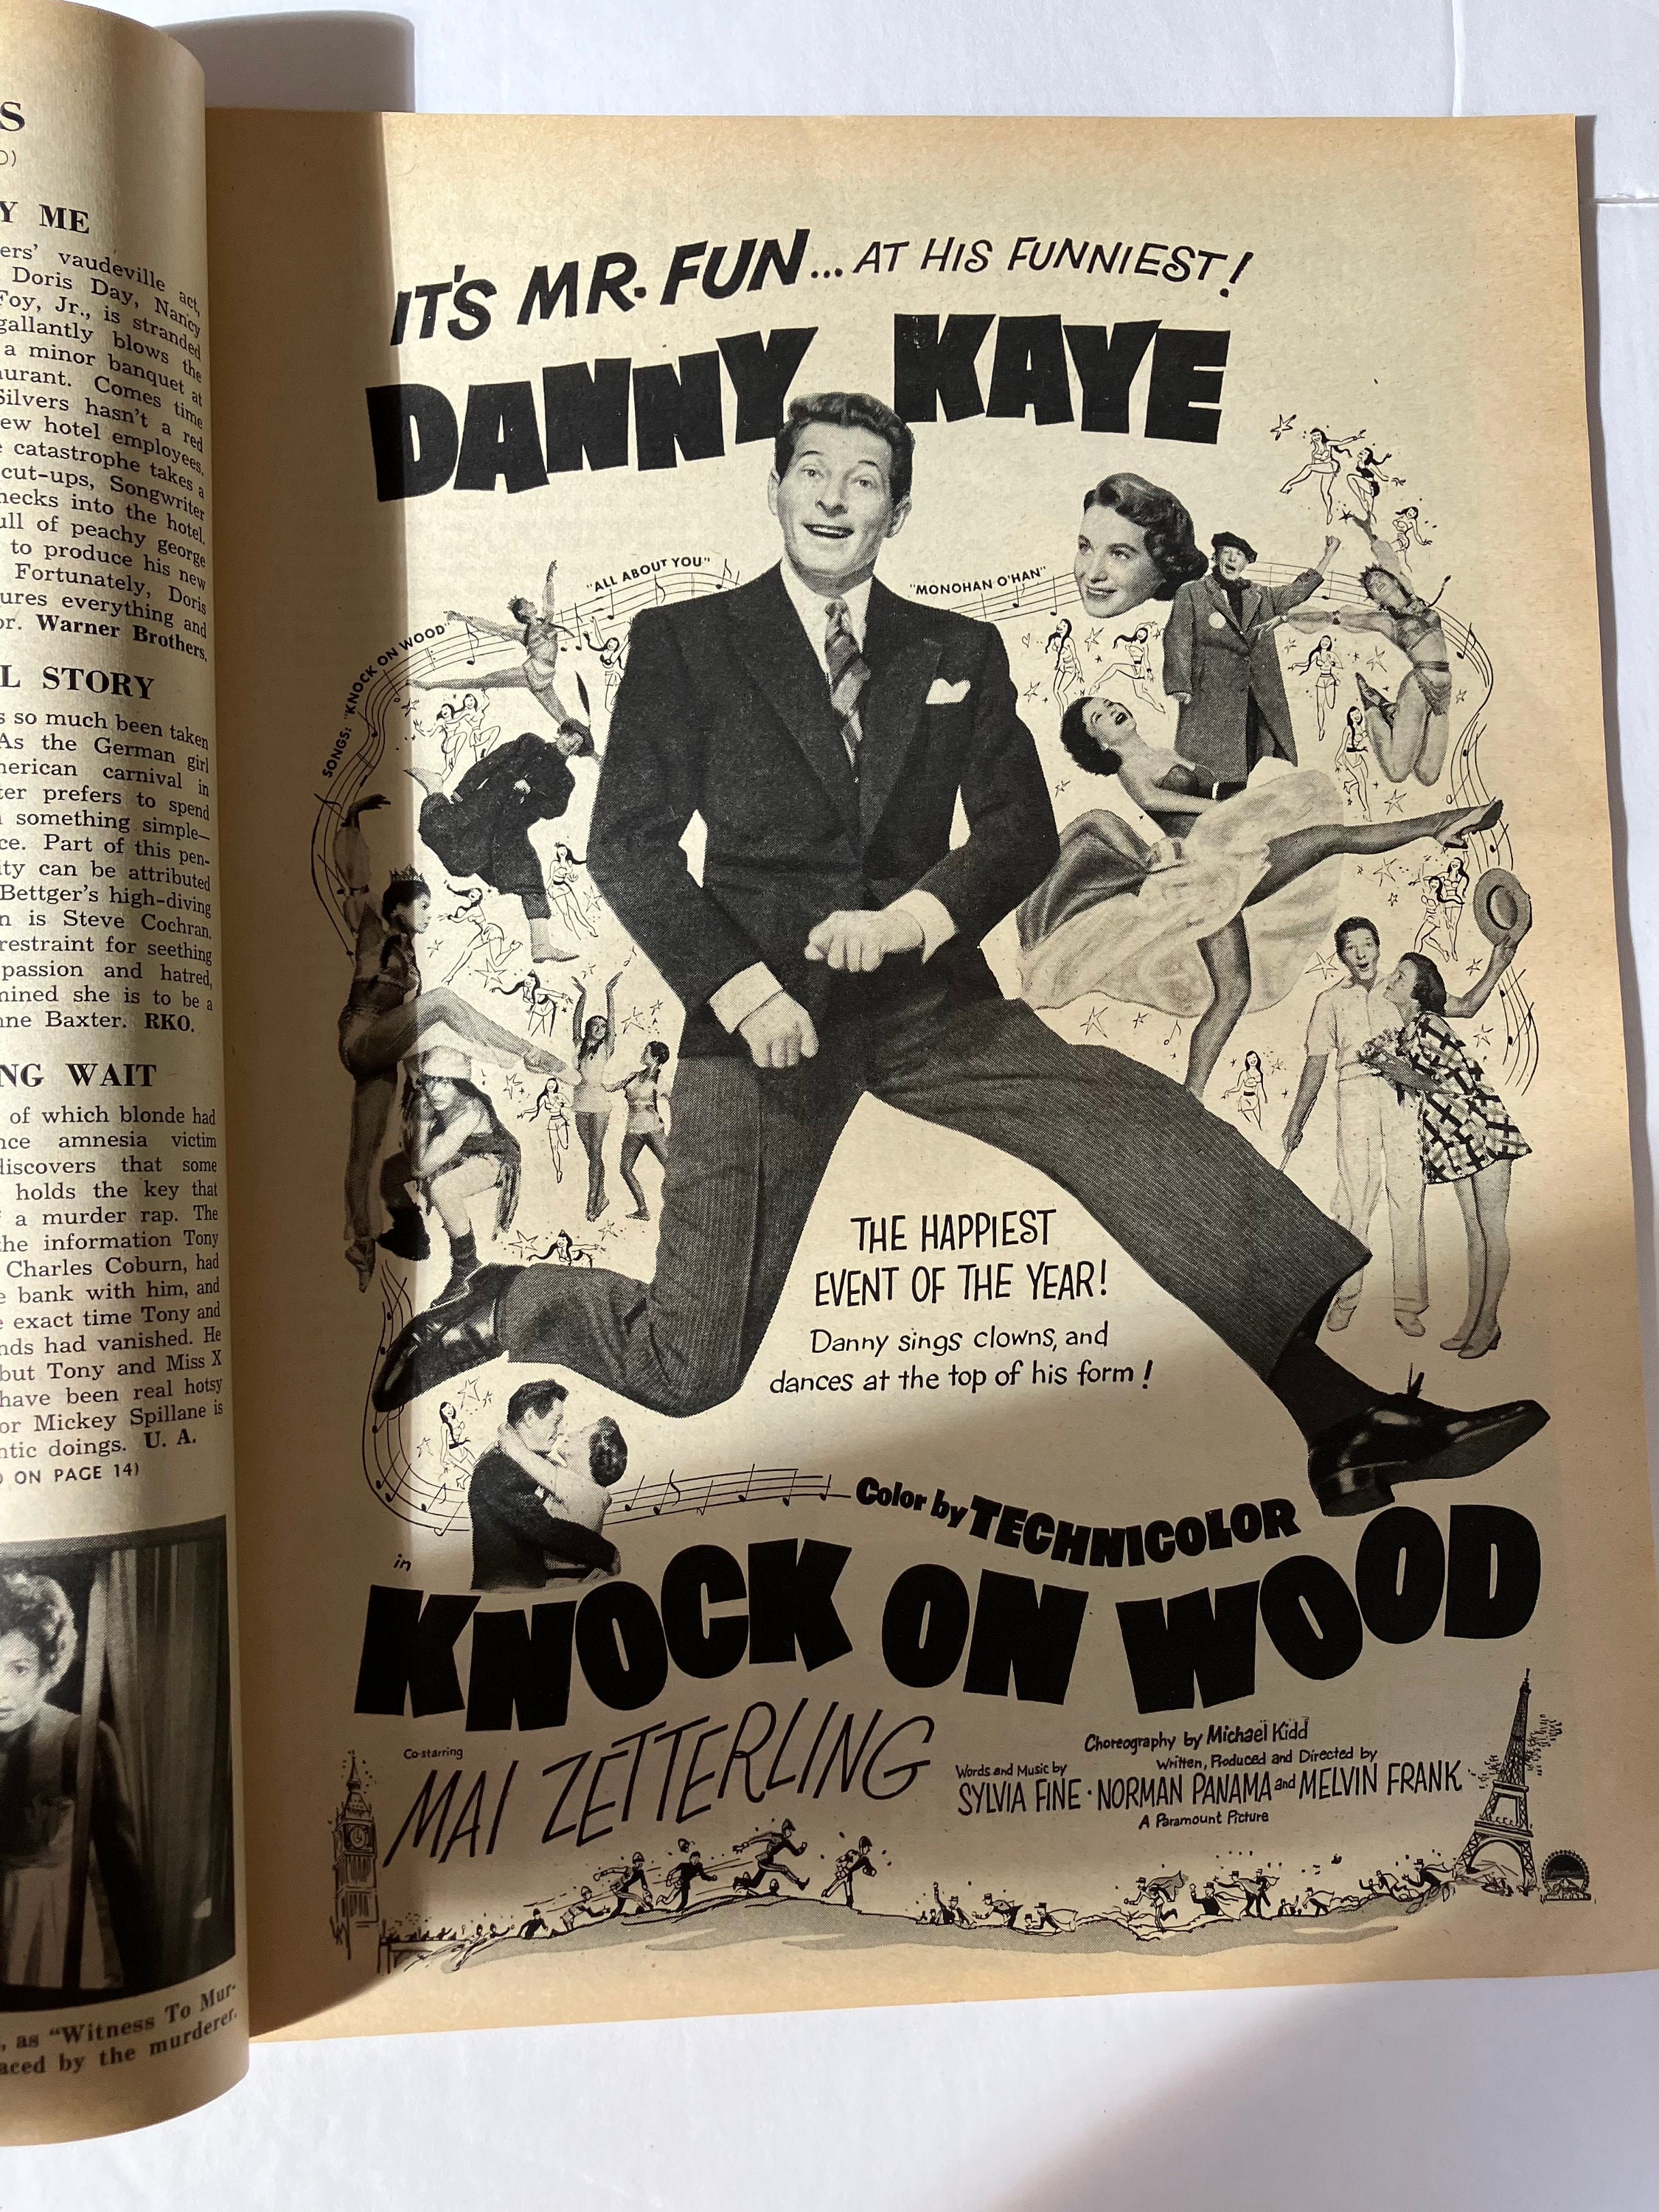 S
Y ME
ers' vaudeville act,
Doris Day, Nancy
Foy, Jr., is stranded
gallantly blows the
a minor banquet at
urant. Comes time
Silvers hasn't a red
ew hotel employees,
catastrophe takes a
cut-ups, Songwriter
hecks into the hotel.
ull of peachy george
to produce his new
Fortunately, Doris
ures everything and
or. Warner Brothers.
L STORY
s so much been taken
As the German girl
merican carnival in
ter prefers to spend
something simple—
ce. Part of this pen-
ity can be attributed
Bettger's high-diving
n is Steve Cochran,
restraint for seething
passion and hatred,
mined she is to be a
nne Baxter. RKO.
NG WAIT
of which blonde had
nce amnesia victim
discovers that some
holds the key that
a murder rap. The
the information Tony
Charles Coburn, had
e bank with him, and
e exact time Tony and
nds had vanished. He
but Tony and Miss X
have been real hotsy
or Mickey Spillane is
ntic doings. U. A.
ON PAGE 14)
, as "Witness To Mur-
aced by the murderer.
IT'S MR. FUN... AT HIS FUNNIEST!
DANNY KAYE
SONGS: "KNOCK ON WOOD"
"ALL ABOUT YOU"
"MONOHAN O'HAN"
THE HAPPIEST
EVENT OF THE YEAR!
Danny sings clowns, and
dances at the top of his form!
Color by TECHNICOLOR
in
KNOCK ON WOOD
Co-starring
MAI ZETTERLING
Choreography by Michael Kidd
Words and Music by Written, Produced and Directed by
SYLVIA FINE · NORMAN PANAMA and MELVIN FRANK
A Paramount Picture